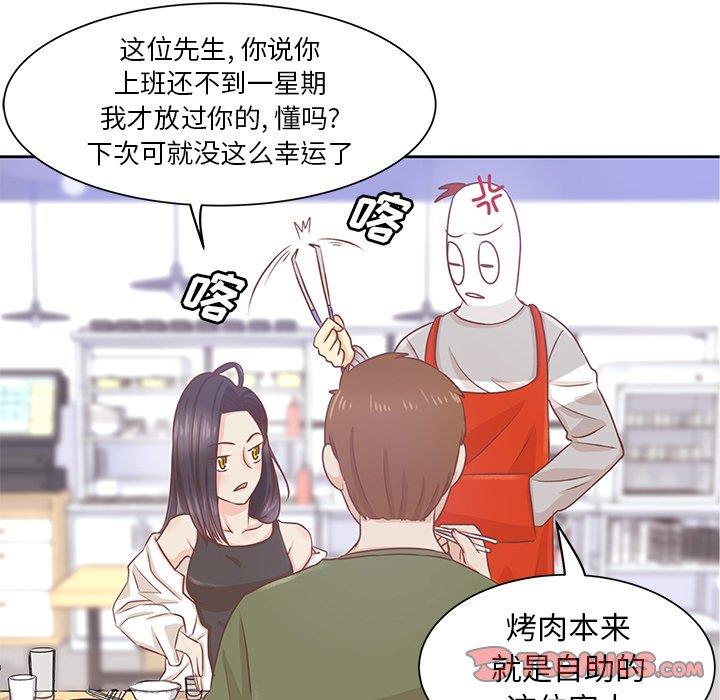 这位先生, 你说你
上班还不到一星期
我才放过你的, 懂吗?
下次可就没这么幸运了
喀
喀
烤肉本来
就是自助的